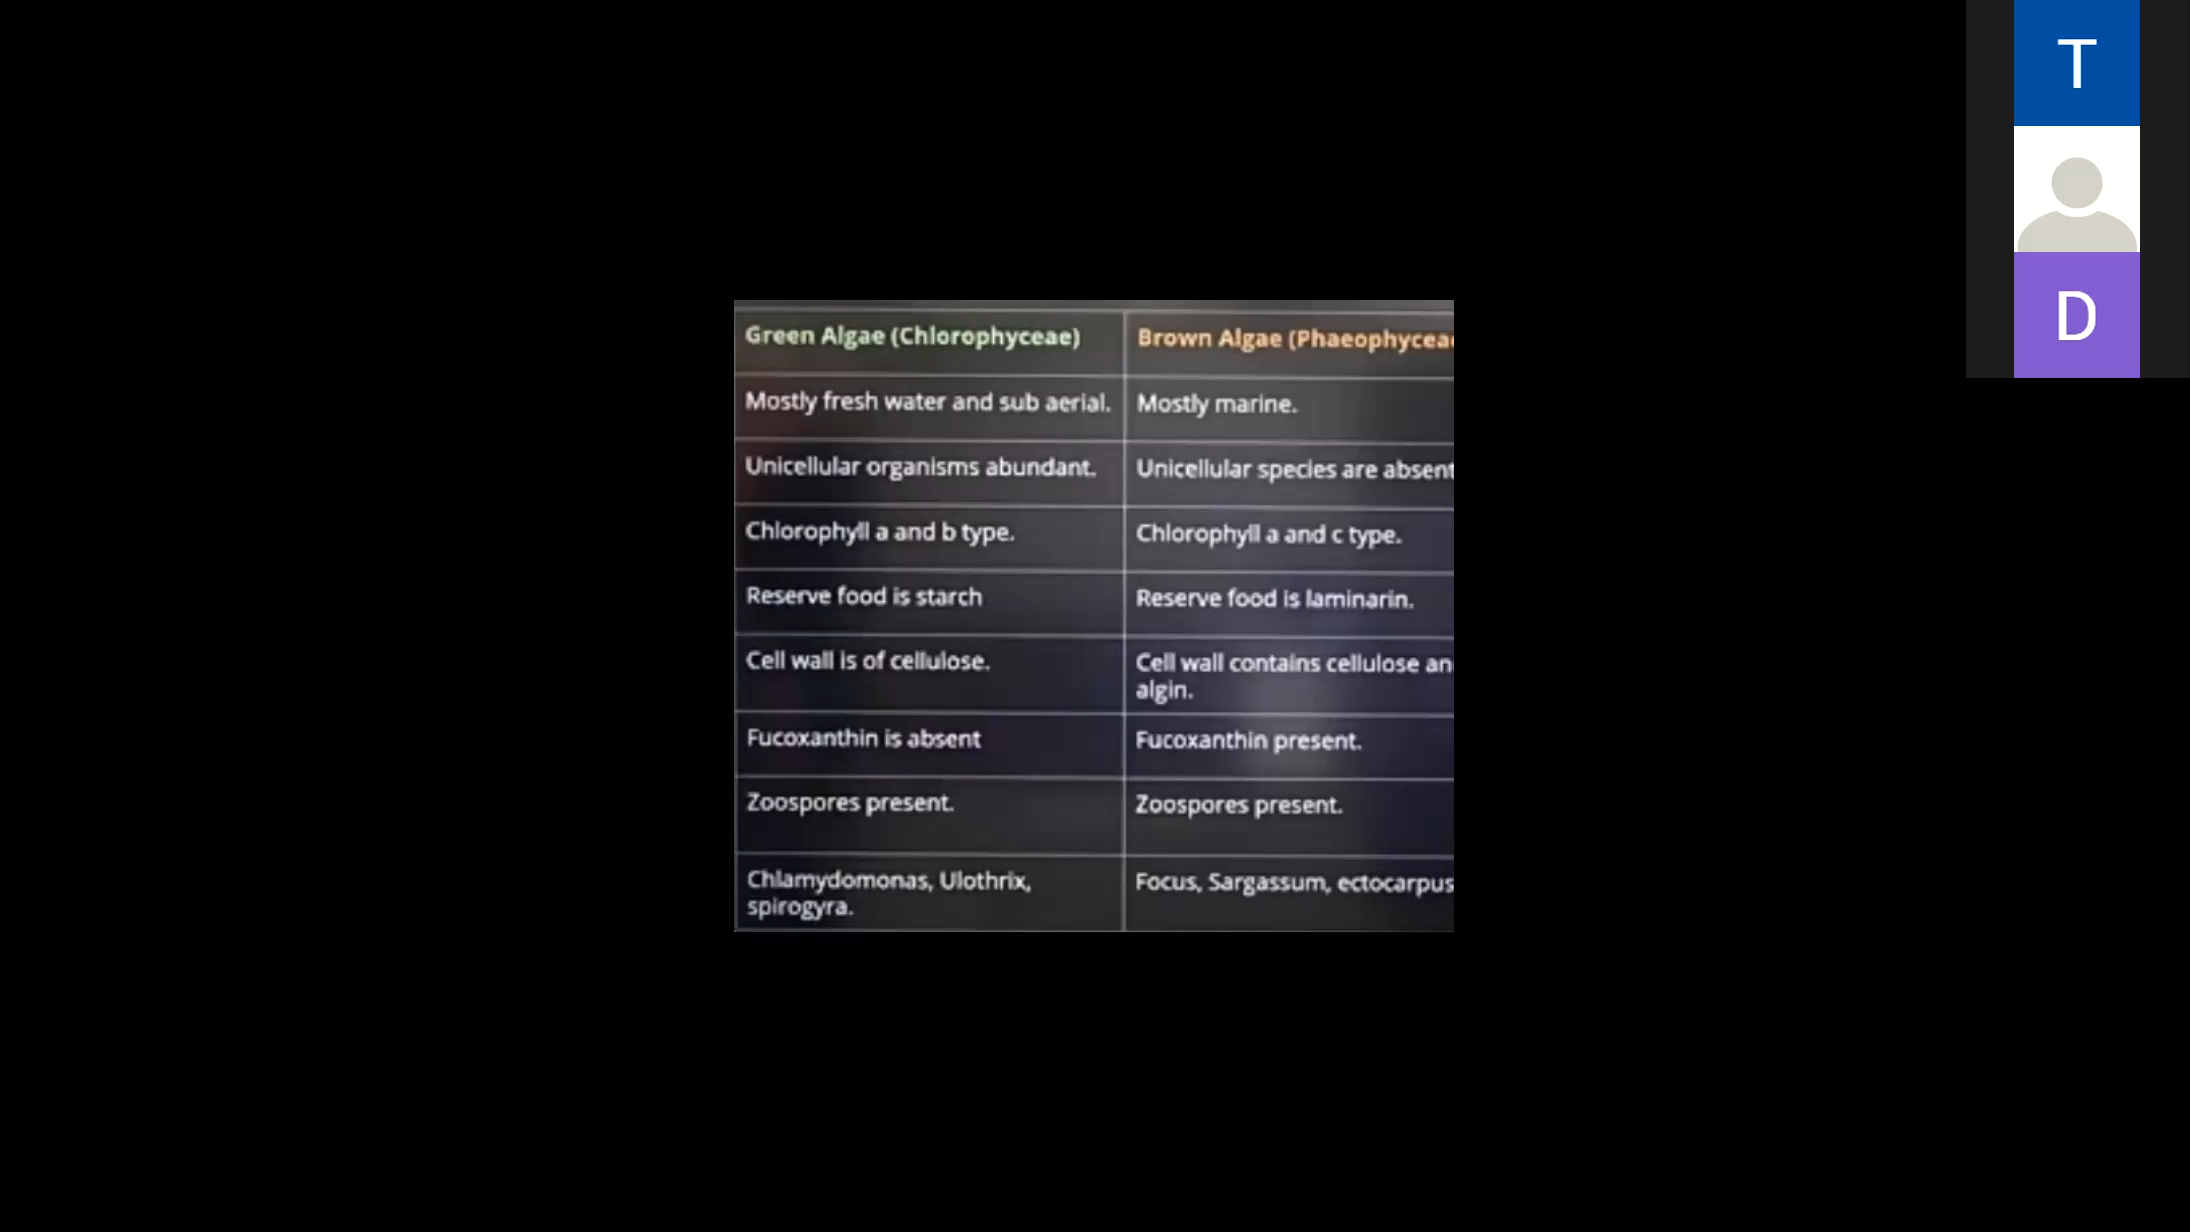 T
D
Green Algae (Chlorophyceae)
Brown Algae (Phaeophycea
Mostly fresh water and sub aerial.
Mostly marine.
Unicellular organisms abundant.
Unicellular species are absent
Chlorophyll a and b type.
Chlorophyll a and c type.
Reserve food is starch
Reserve food is laminarin.
Cell wall is of cellulose.
Cell wall contains cellulose an
algin.
Fucoxanthin is absent
Fucoxanthin present.
Zoospores present.
Zoospores present.
Chlamydomonas, Ulothrix,
spirogyra.
Focus, Sargassum, ectocarpus